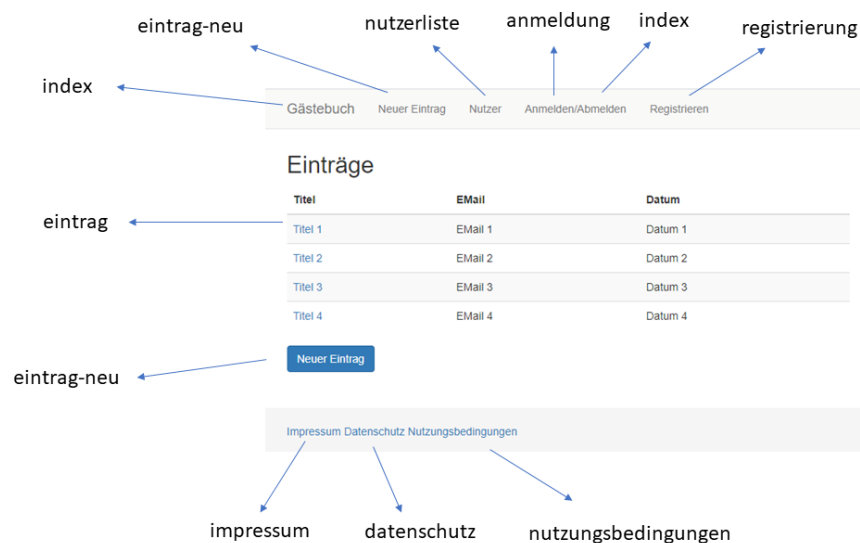 eintrag-neu nutzerliste anmeldung index registrierung
index
Gästebuch Neuer Eintrag Nutzer Anmelden/Abmelden Registrieren
Einträge
Titel EMail Datum
eintrag
Titel 1 EMail 1 Datum 1
Titel 2 EMail 2 Datum 2
Titel 3 EMail 3 Datum 3
Titel 4 EMail 4 Datum 4
Neuer Eintrag
eintrag-neu
Impressum Datenschutz Nutzungsbedingungen
impressum datenschutz nutzungsbedingungen